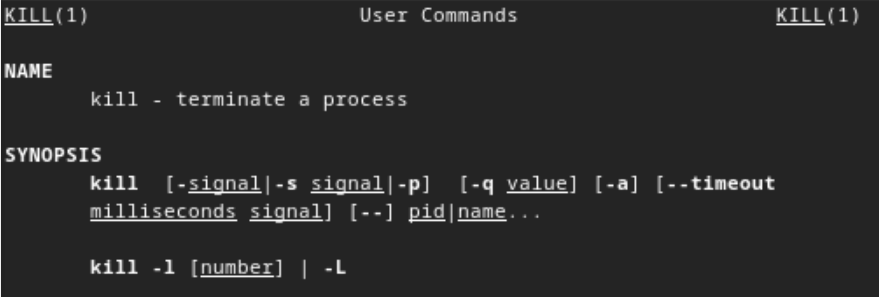 KILL(1) User Commands KILL(1)
NAME
kill - terminate a process
SYNOPSIS
kill [-signal|-s signal|-p] [-q value] [-a] [--timeout
milliseconds signal] [--] pid|name...
kill -l [number] | -L